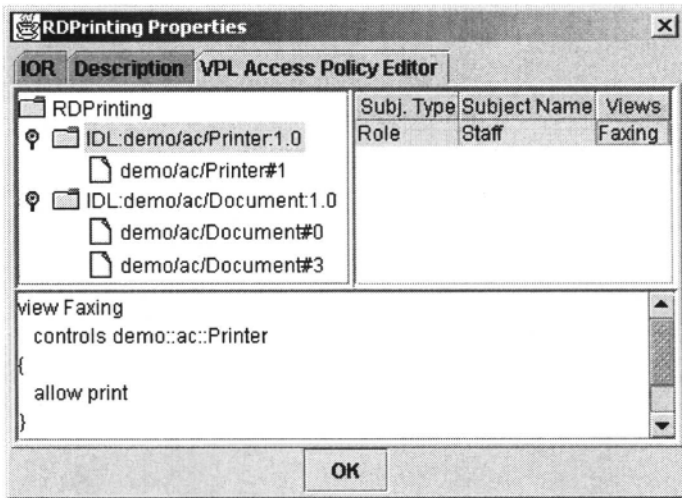 RDPrinting Properties
IOR Description VPL Access Policy Editor
RDPrinting
IDL:demo/ac/Printer:1.0
demo/ac/Printer#1
IDL:demo/ac/Document:1.0
demo/ac/Document#0
demo/ac/Document#3
Subj. Type Subject Name Views
Role Staff Faxing
view Faxing
controls demo::ac::Printer
{
allow print
}
OK